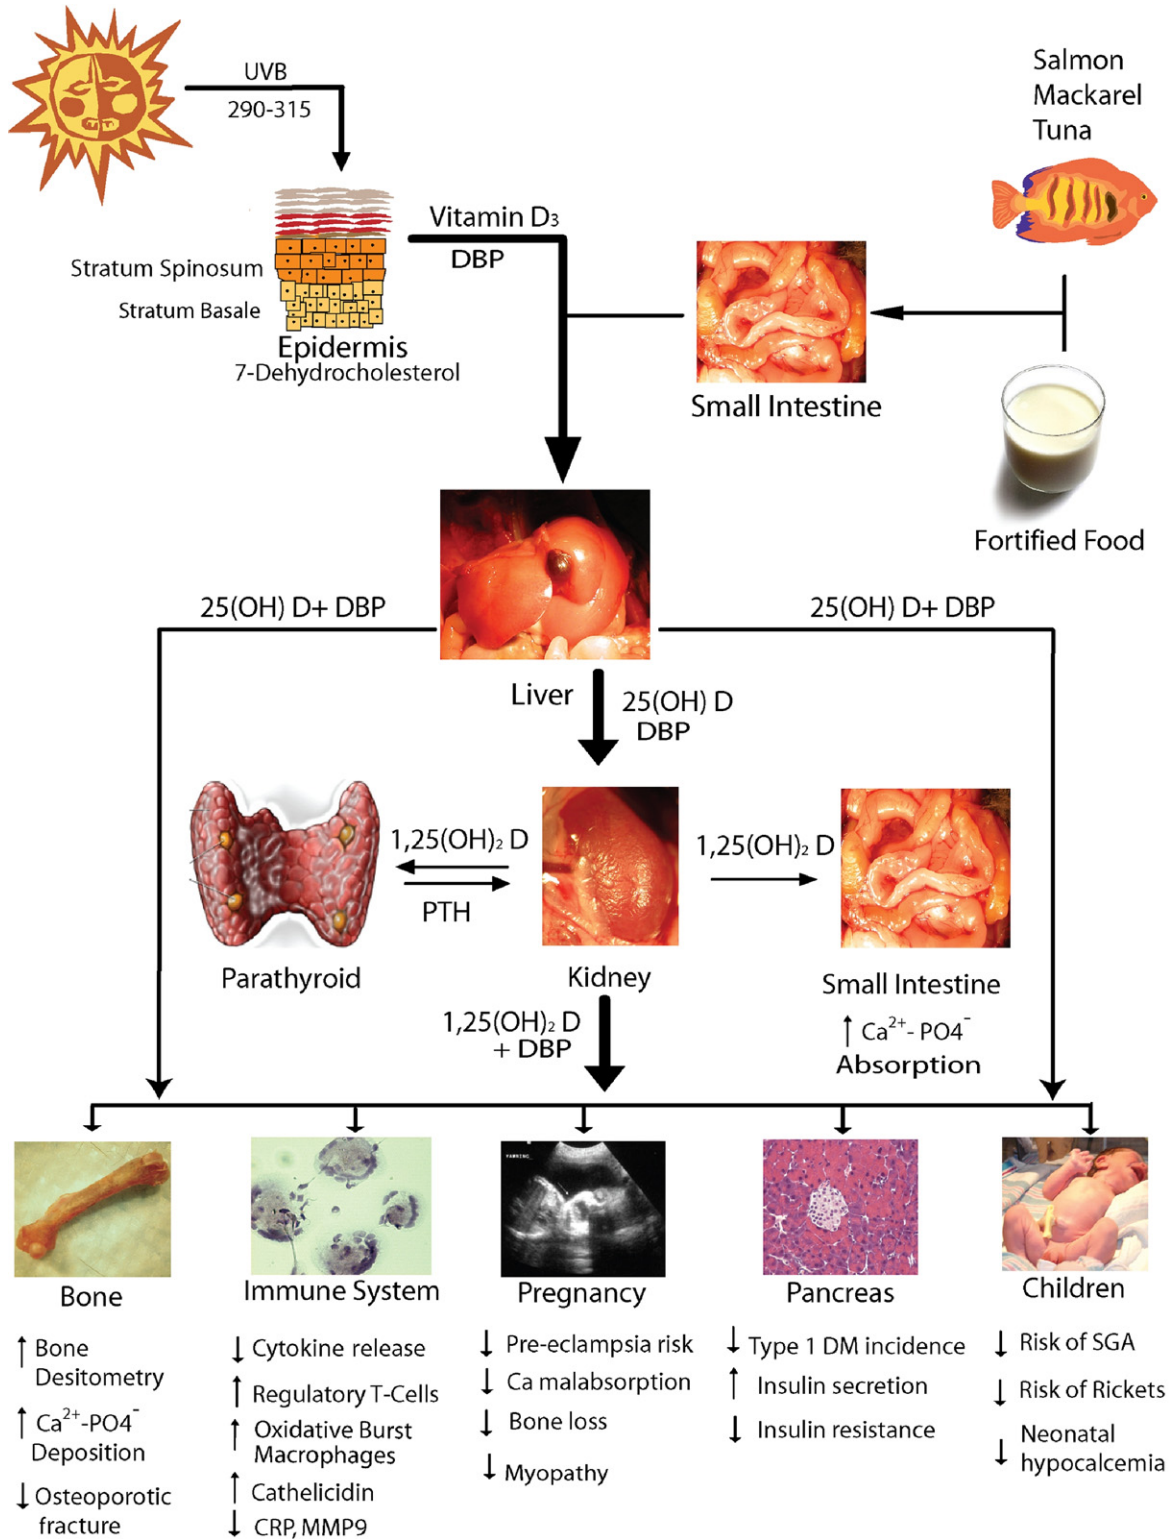 UVB
290-315
Salmon
Mackarel
Tuna
Vitamin D3
DBP
Stratum Spinosum
Stratum Basale
Epidermis
7-Dehydrocholesterol
Small Intestine
Fortified Food
25(OH) D+ DBP
25(OH) D+ DBP
Liver
25(OH) D
DBP
1,25(OH)₂ D
PTH
1,25(OH)₂ D
Parathyroid
Kidney
Small Intestine
↑ Ca²⁺- PO4⁻
Absorption
1,25(OH)₂ D
+ DBP
YAWNING
Bone
↑ Bone
Desitometry
↑ Ca²⁺-PO4⁻
Deposition
↓ Osteoporotic
fracture
Immune System
↓ Cytokine release
↑ Regulatory T-Cells
↑ Oxidative Burst
Macrophages
↑ Cathelicidin
↓ CRP, MMP9
Pregnancy
↓ Pre-eclampsia risk
↓ Ca malabsorption
↓ Bone loss
↓ Myopathy
Pancreas
↓ Type 1 DM incidence
↑ Insulin secretion
↓ Insulin resistance
Children
↓ Risk of SGA
↓ Risk of Rickets
↓ Neonatal
hypocalcemia